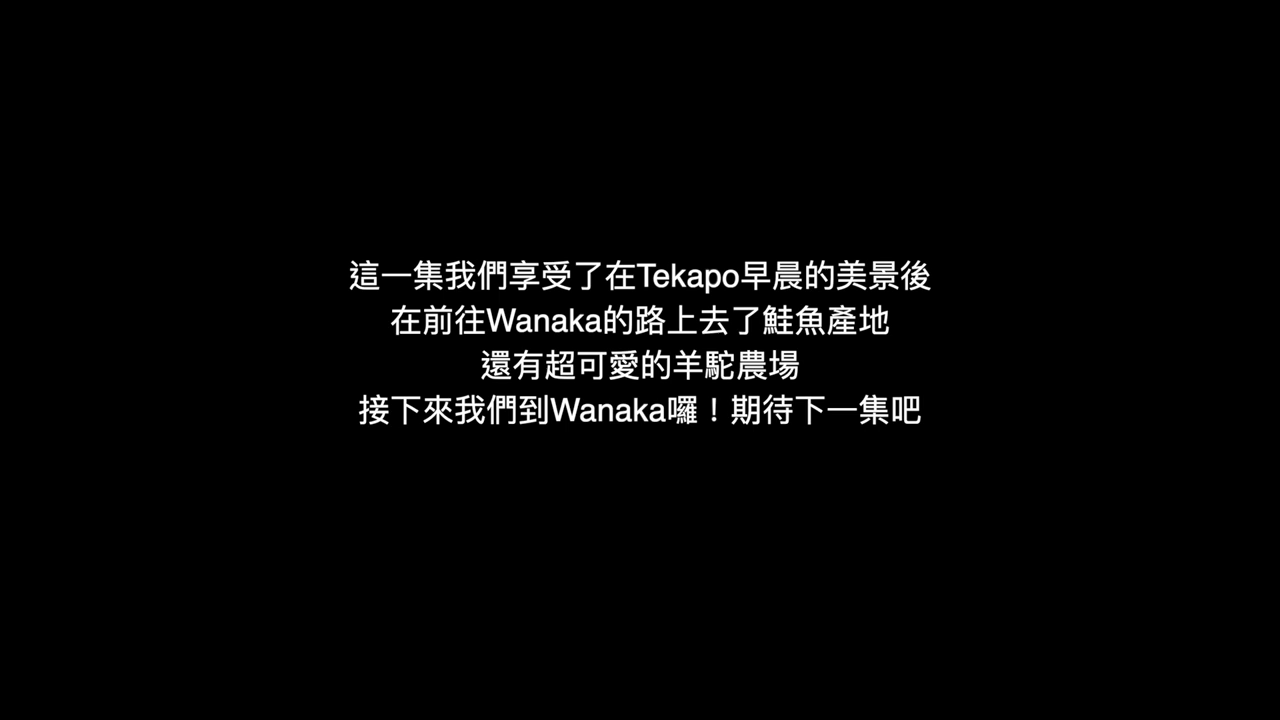 這一集我們享受了在Tekapo早晨的美景後
在前往Wanaka的路上去了鮭魚產地
還有超可愛的羊駝農場
接下來我們到Wanaka囉！期待下一集吧